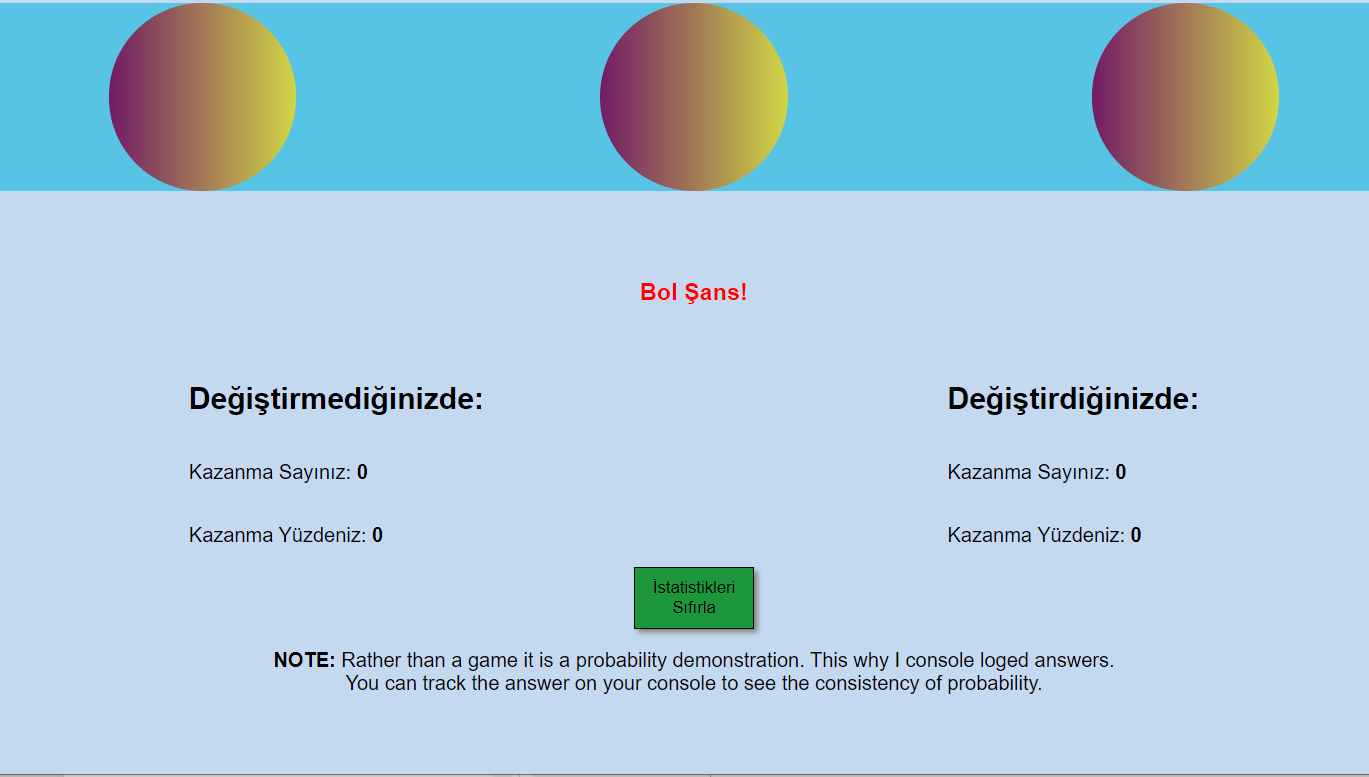 Bol Şans!
Değiştirmediğinizde:
Kazanma Sayınız: 0
Kazanma Yüzdeniz: 0
Değiştirdiğinizde:
Kazanma Sayınız: 0
Kazanma Yüzdeniz: 0
İstatistikleri
Sıfırla
NOTE: Rather than a game it is a probability demonstration. This why I console loged answers.
You can track the answer on your console to see the consistency of probability.